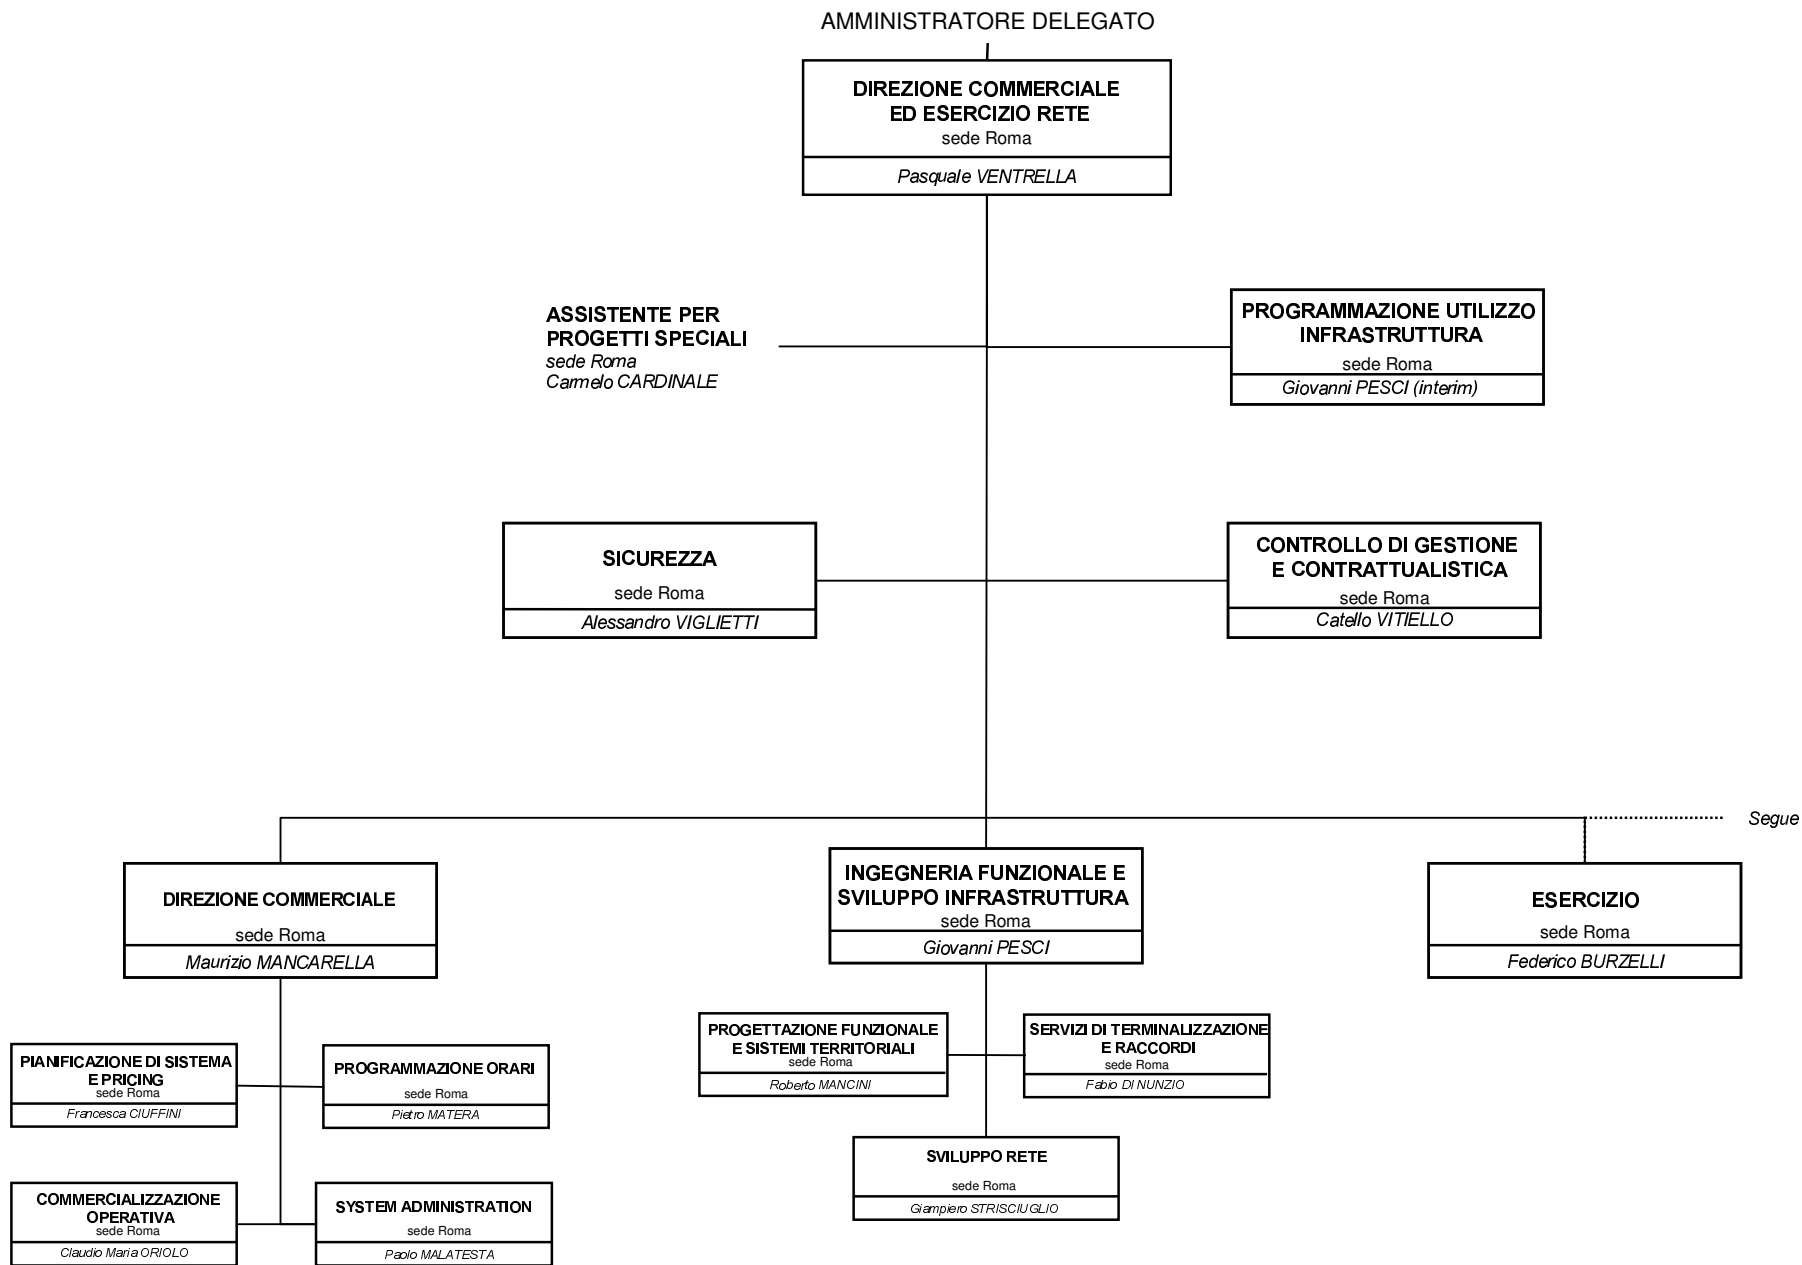 AMMINISTRATORE DELEGATO
DIREZIONE COMMERCIALE
ED ESERCIZIO RETE
sede Roma
Pasquale VENTRELLA
ASSISTENTE PER
PROGETTI SPECIALI
sede Roma
Carmelo CARDINALE
PROGRAMMAZIONE UTILIZZO
INFRASTRUTTURA
sede Roma
Giovanni PESCI (interim)
SICUREZZA
sede Roma
Alessandro VIGLIETTI
CONTROLLO DI GESTIONE
E CONTRATTUALISTICA
sede Roma
Catello VITIELLO
Segue
DIREZIONE COMMERCIALE
sede Roma
Maurizio MANCARELLA
INGEGNERIA FUNZIONALE E
SVILUPPO INFRASTRUTTURA
sede Roma
Giovanni PESCI
ESERCIZIO
sede Roma
Federico BURZELLI
PIANIFICAZIONE DI SISTEMA
E PRICING
sede Roma
Francesca CIUFFINI
PROGRAMMAZIONE ORARI
sede Roma
Pietro MATERA
PROGETTAZIONE FUNZIONALE
E SISTEMI TERRITORIALI
sede Roma
Roberto MANCINI
SERVIZI DI TERMINALIZZAZIONE
E RACCORDI
sede Roma
Fabio DI NUNZIO
COMMERCIALIZZAZIONE
OPERATIVA
sede Roma
Claudio Maria ORIOLO
SYSTEM ADMINISTRATION
sede Roma
Paolo MALATESTA
SVILUPPO RETE
sede Roma
Giampiero STRISCIUGLIO